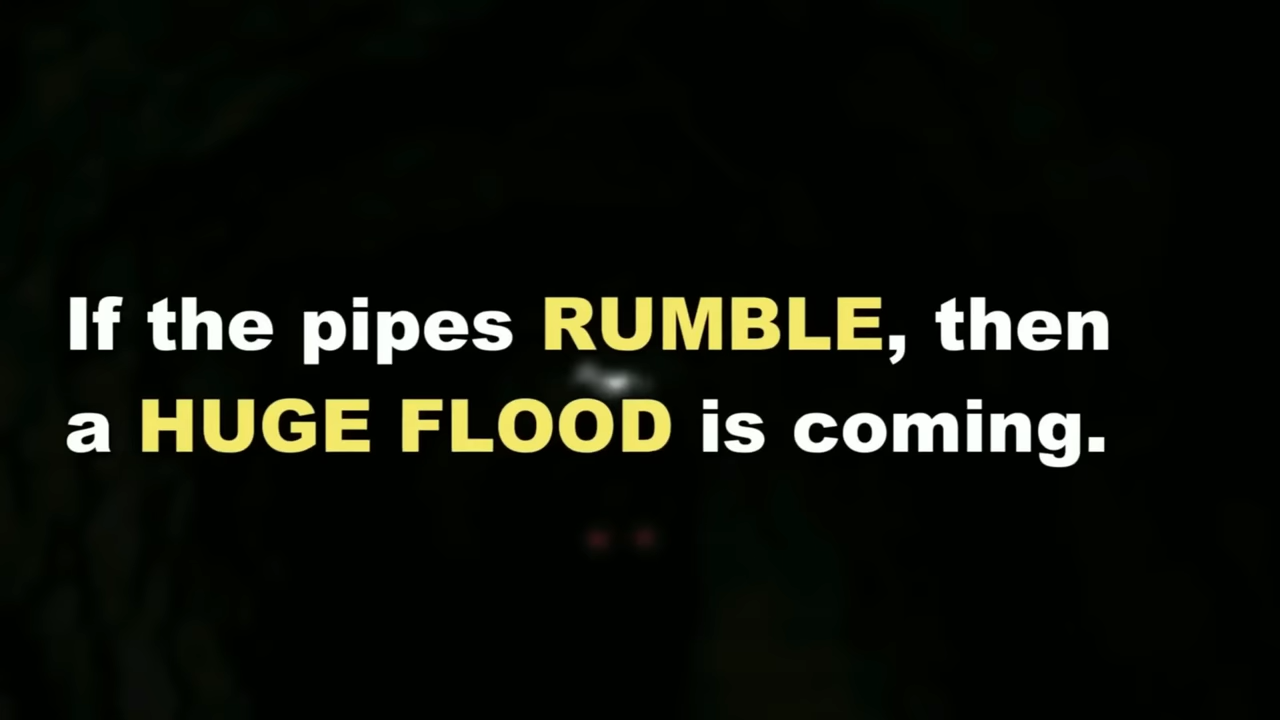 If the pipes RUMBLE, then
a HUGE FLOOD is coming.